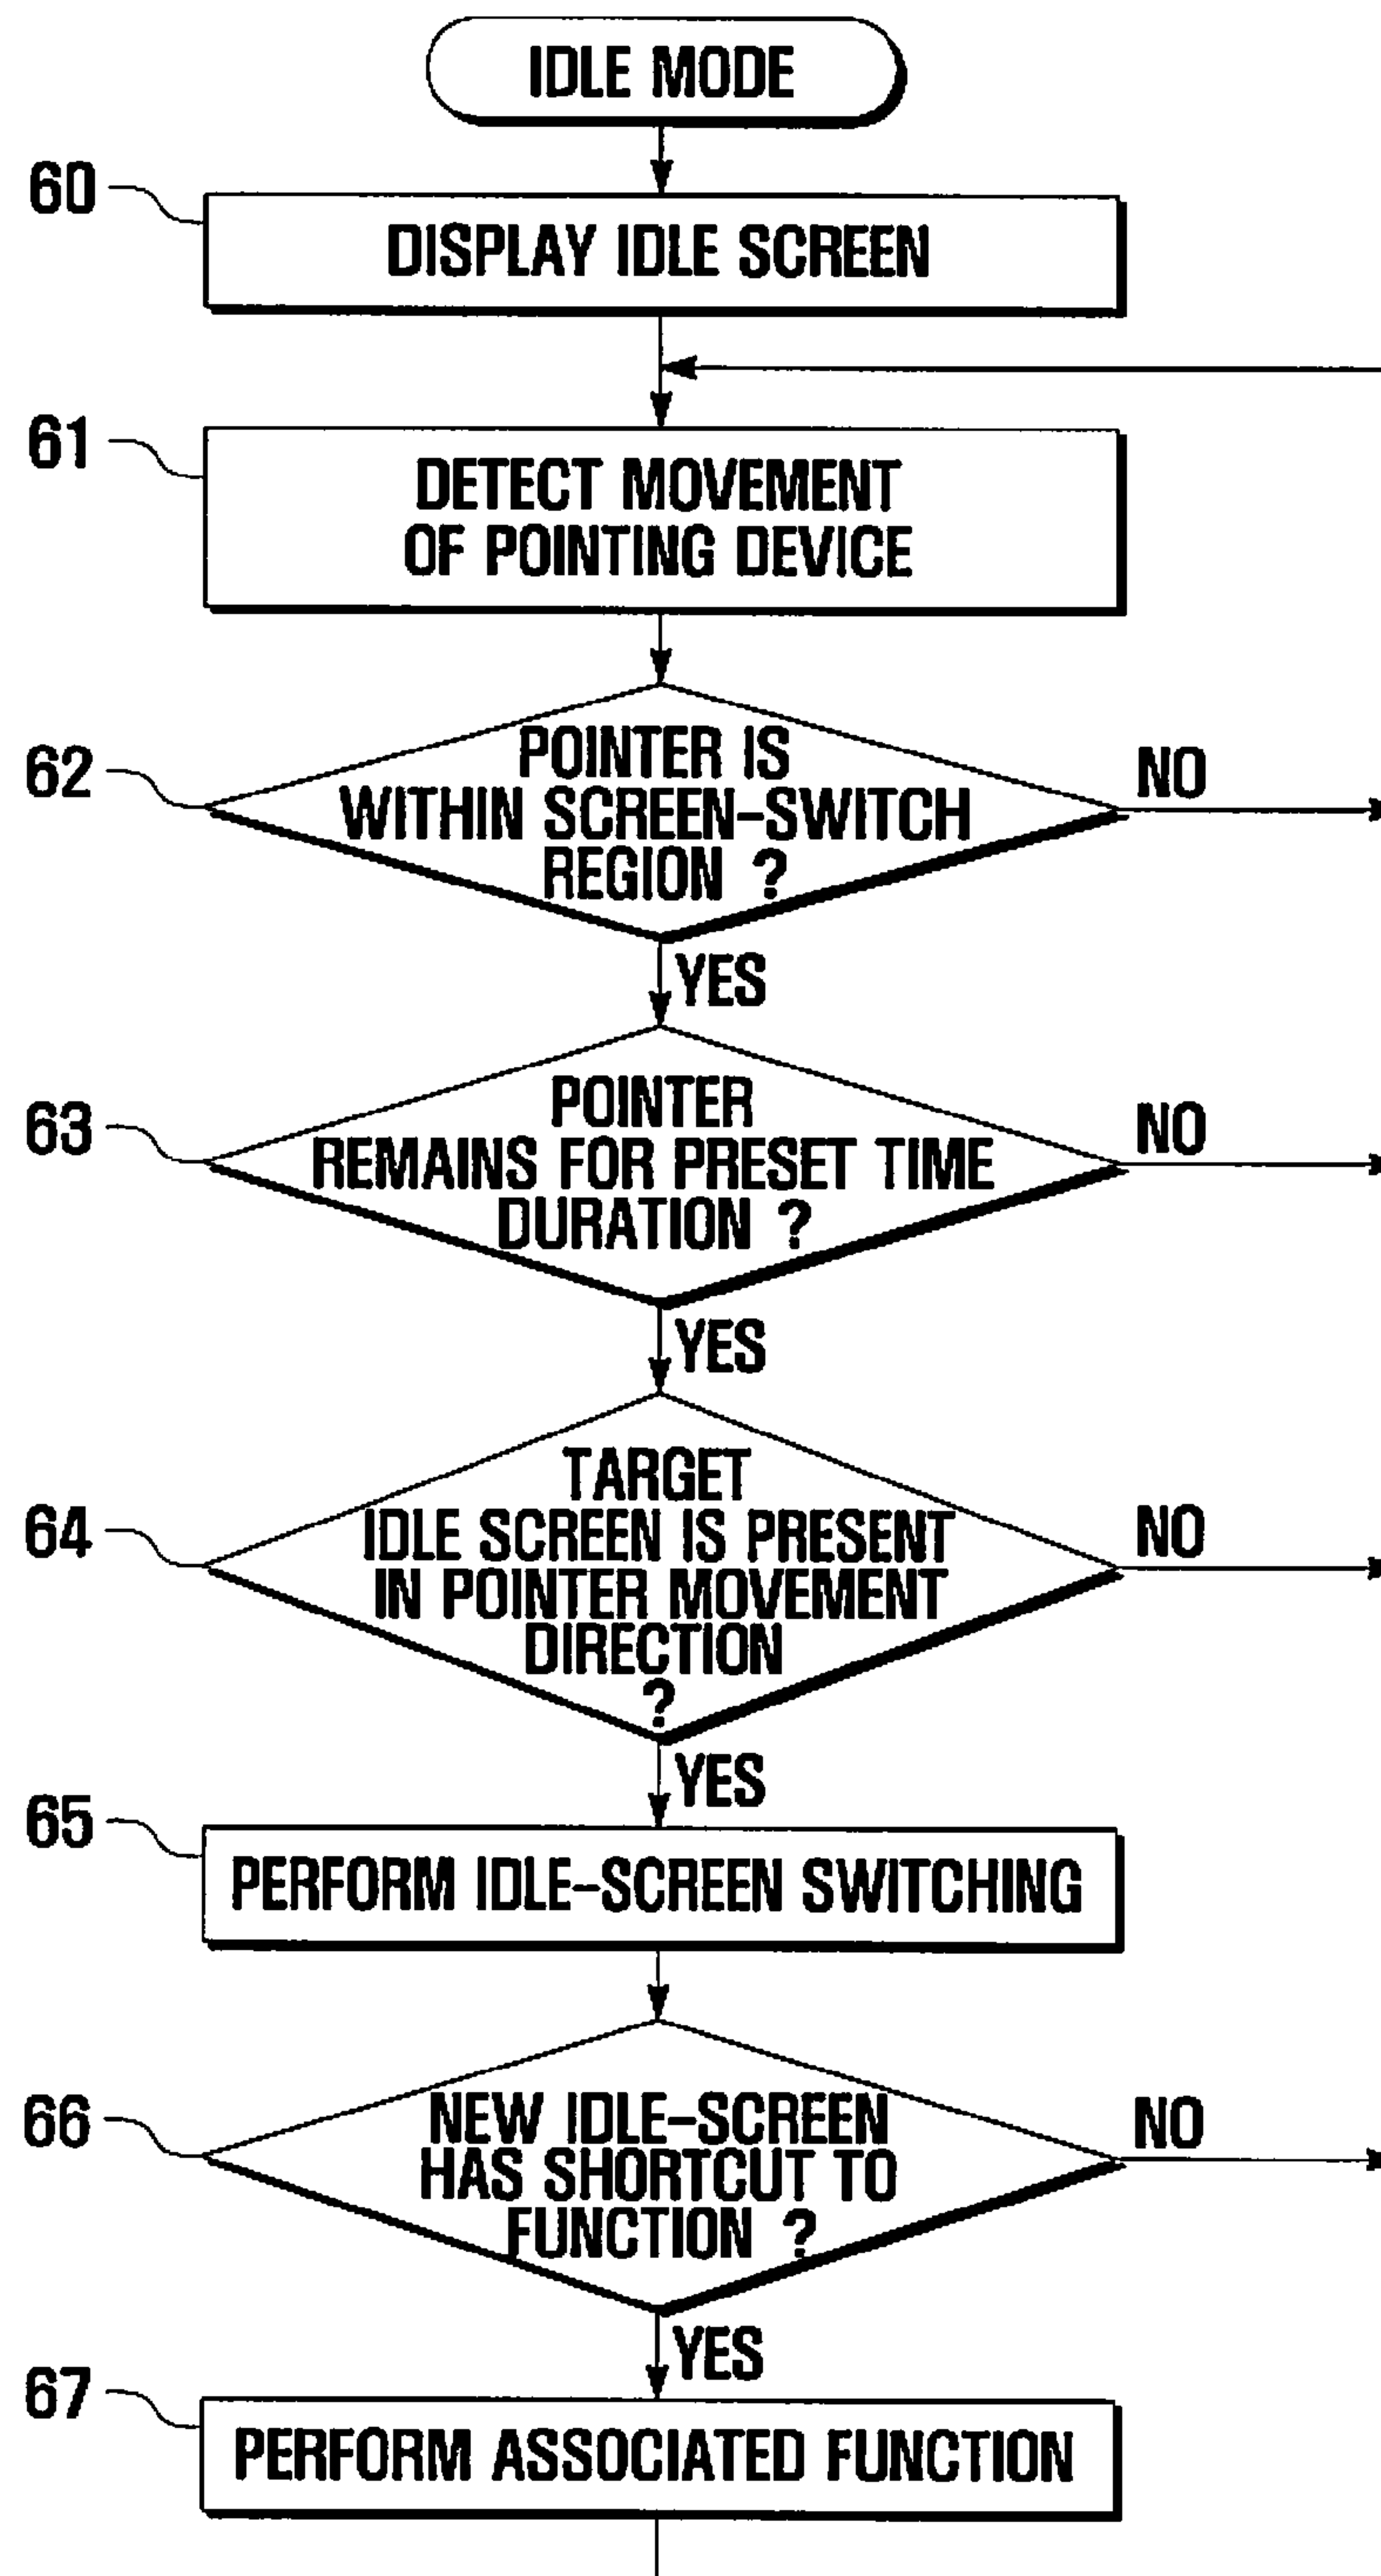 IDLE MODE
60
DISPLAY IDLE SCREEN
61
DETECT MOVEMENT
OF POINTING DEVICE
62
POINTER IS
WITHIN SCREEN-SWITCH
REGION ?
NO
YES
63
POINTER
REMAINS FOR PRESET TIME
DURATION ?
NO
YES
64
TARGET
IDLE SCREEN IS PRESENT
IN POINTER MOVEMENT
DIRECTION
?
NO
YES
65
PERFORM IDLE-SCREEN SWITCHING
66
NEW IDLE-SCREEN
HAS SHORTCUT TO
FUNCTION ?
NO
YES
67
PERFORM ASSOCIATED FUNCTION